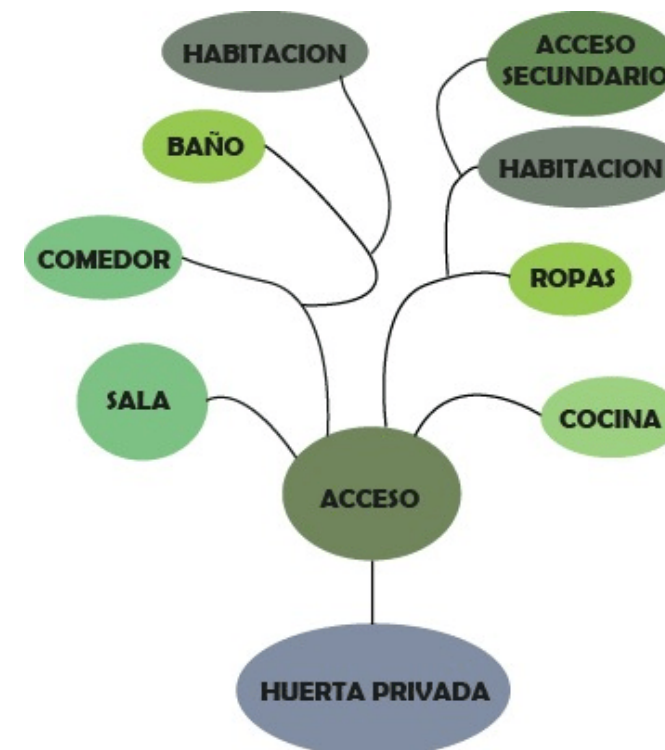 HABITACION
ACCESO
SECUNDARIO
BAÑO
HABITACION
COMEDOR
ROPAS
SALA
COCINA
ACCESO
HUERTA PRIVADA